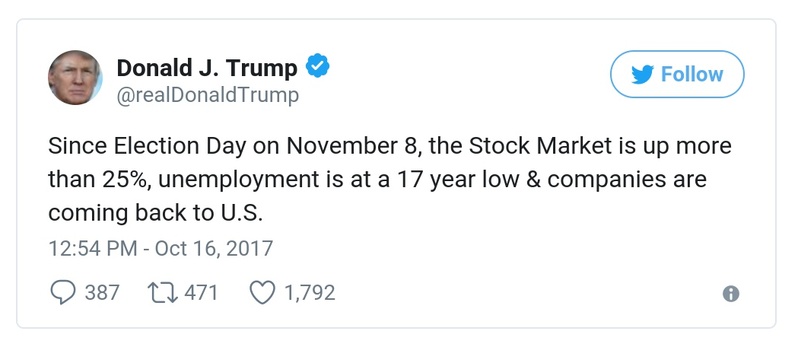 Donald J. Trump
@realDonaldTrump
Follow
Since Election Day on November 8, the Stock Market is up more
than 25%, unemployment is at a 17 year low & companies are
coming back to U.S.
12:54 PM - Oct 16, 2017
387 471 1,792